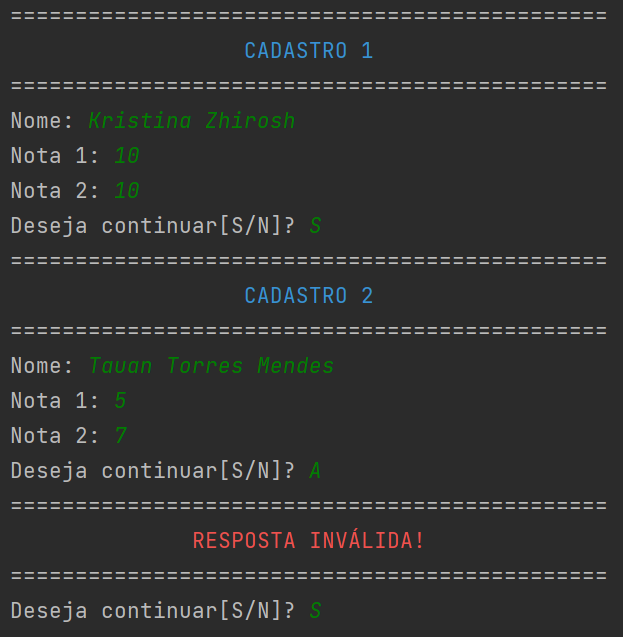 ==============================================
CADASTRO 1
==============================================
Nome: Kristina Zhirosh
Nota 1: 10
Nota 2: 10
Deseja continuar[S/N]? S
==============================================
CADASTRO 2
==============================================
Nome: Tauan Torres Mendes
Nota 1: 5
Nota 2: 7
Deseja continuar[S/N]? A
==============================================
RESPOSTA INVÁLIDA!
==============================================
Deseja continuar[S/N]? S